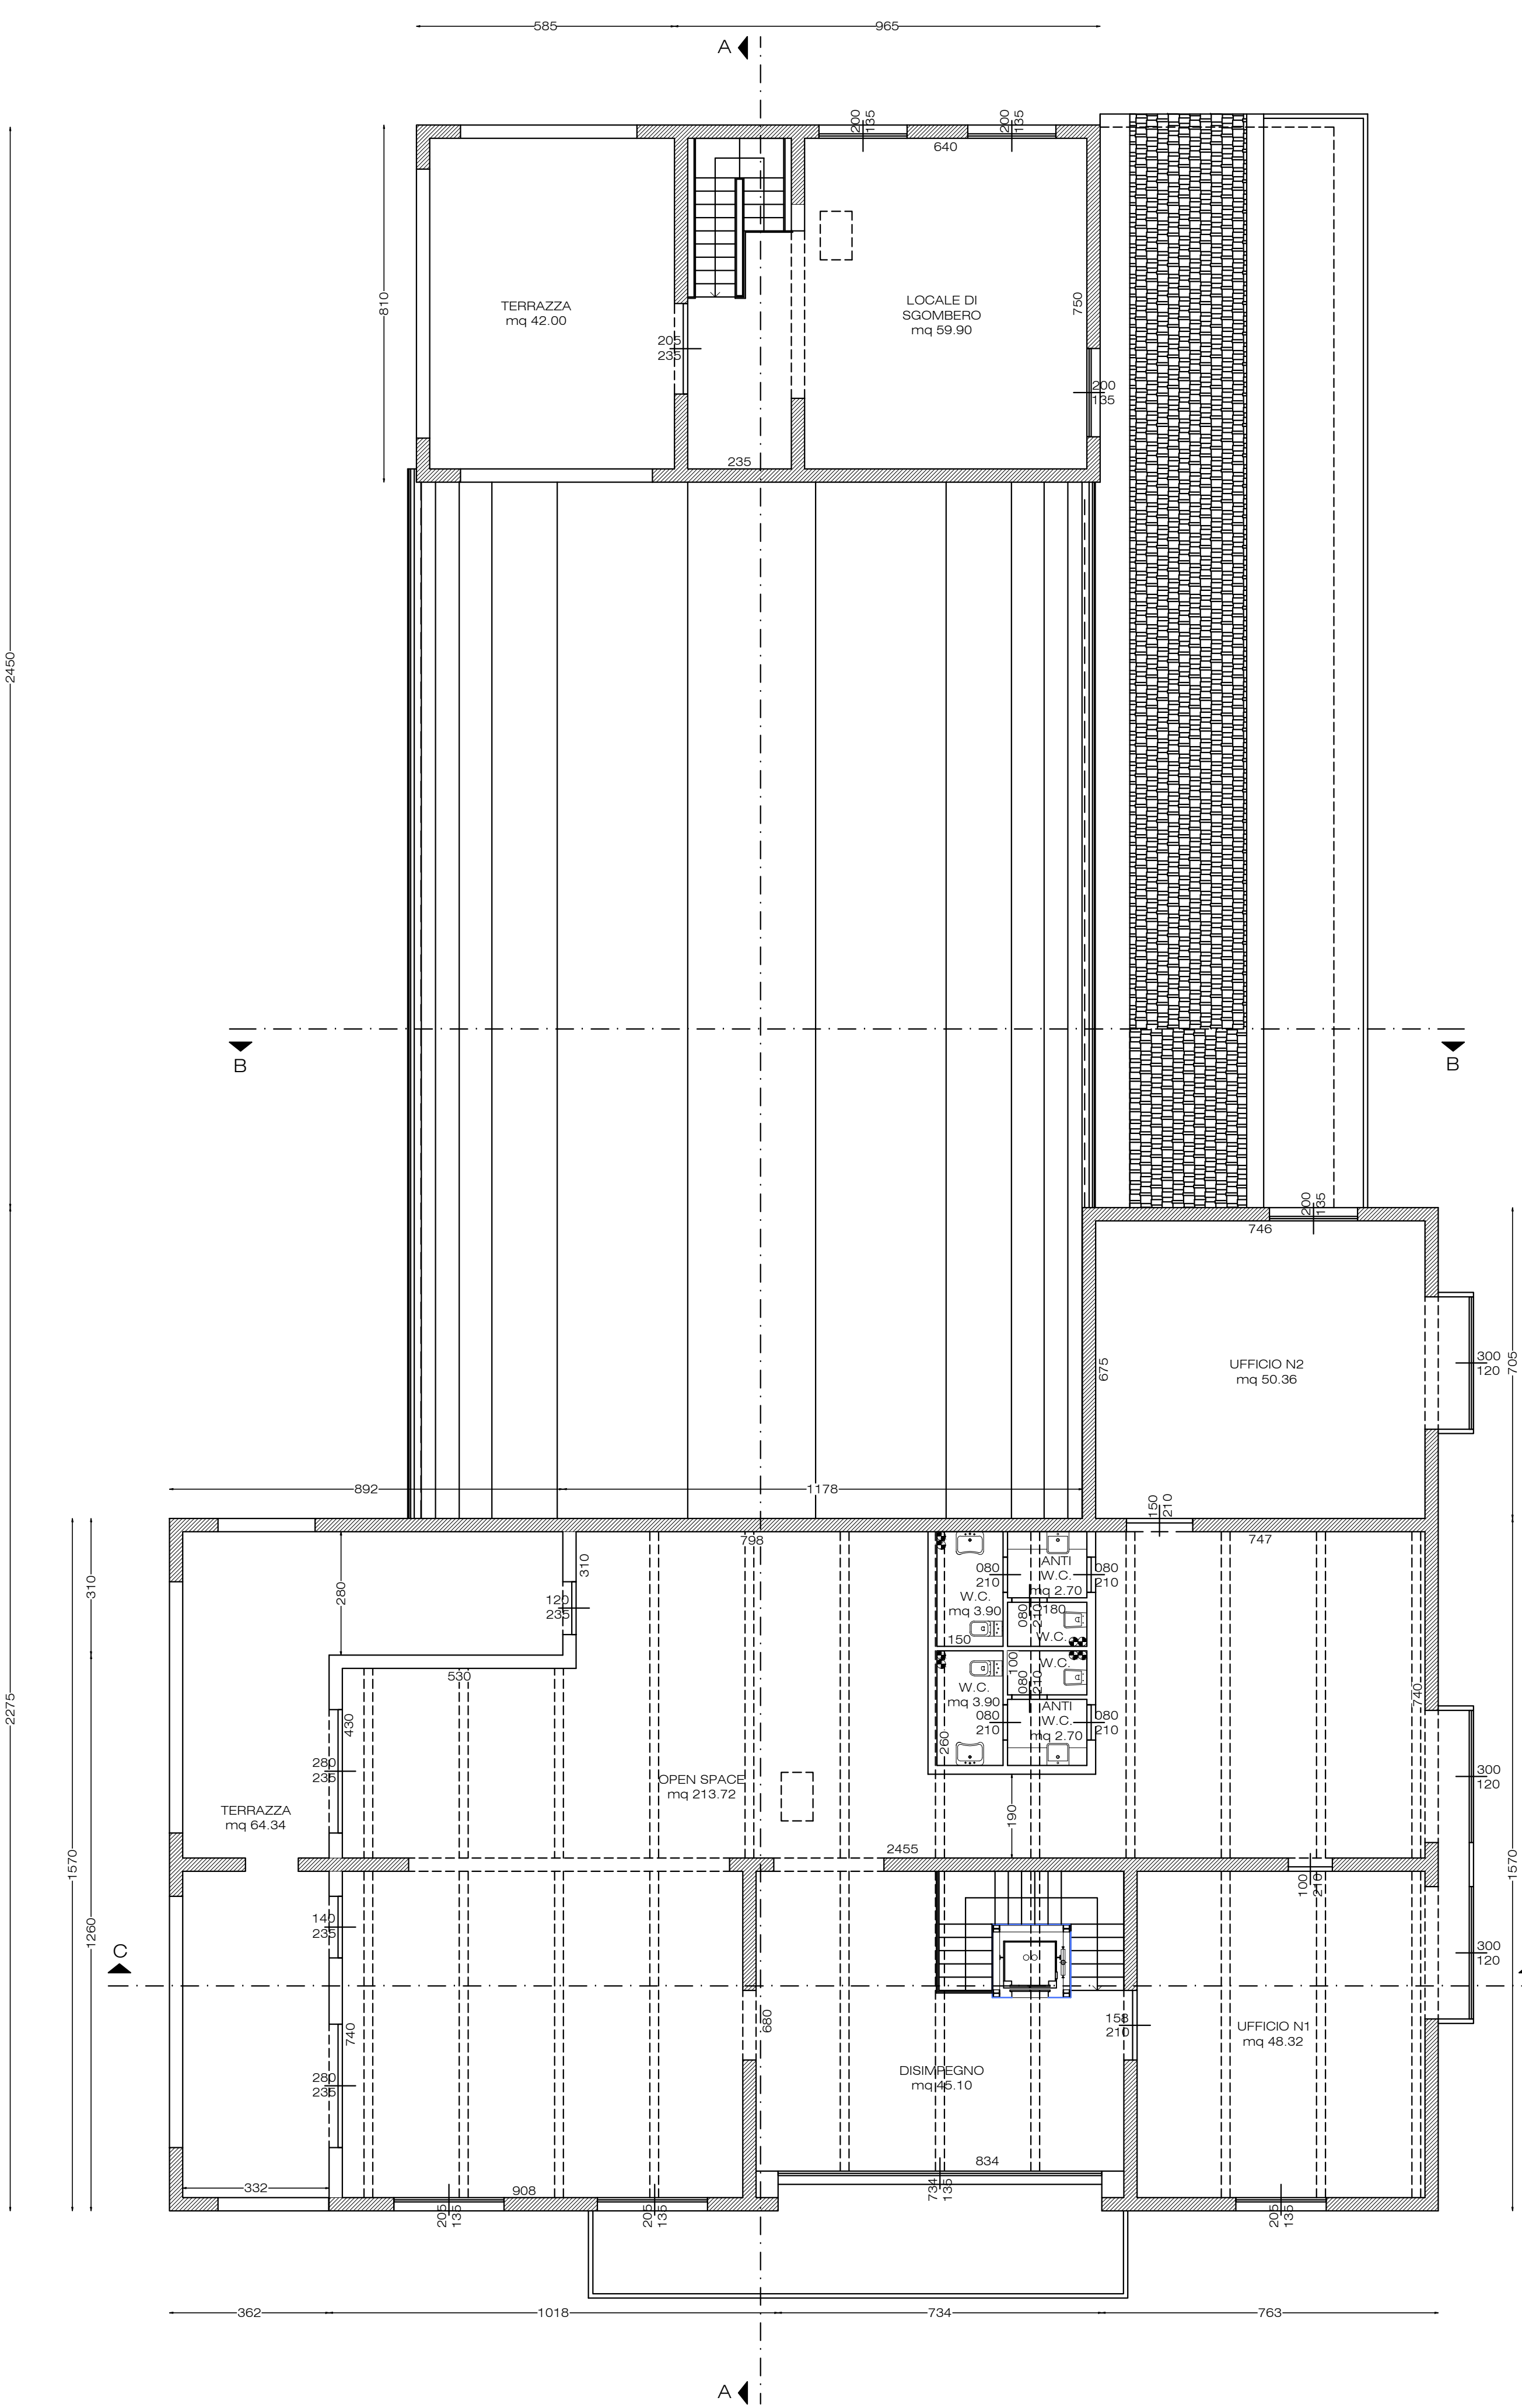 585
965
A
200
135
200
135
640
810
TERRAZZA
mq 42.00
LOCALE DI
SGOMBERO
mq 59.90
750
205
235
200
135
235
2450
B
B
200
135
746
UFFICIO N2
mq 50.36
675
300
120
705
892
1178
150
210
798
747
310
280
310
120
235
080
210
ANTI
W.C.
mq 2.70
080
210
W.C.
mq 3.90
080
210
180
150
W.C.
530
W.C.
100
080
210
W.C.
mq 3.90
ANTI
W.C.
mq 2.70
080
210
080
210
260
740
430
280
235
OPEN SPACE
mq 213.72
300
120
TERRAZZA
mq 64.34
190
2455
2275
1570
1260
1570
100
210
140
235
C
300
120
740
680
158
210
UFFICIO N1
mq 48.32
DISIMPEGNO
mq 45.10
280
235
834
332
908
734
135
205
135
205
135
205
135
362
1018
734
763
A